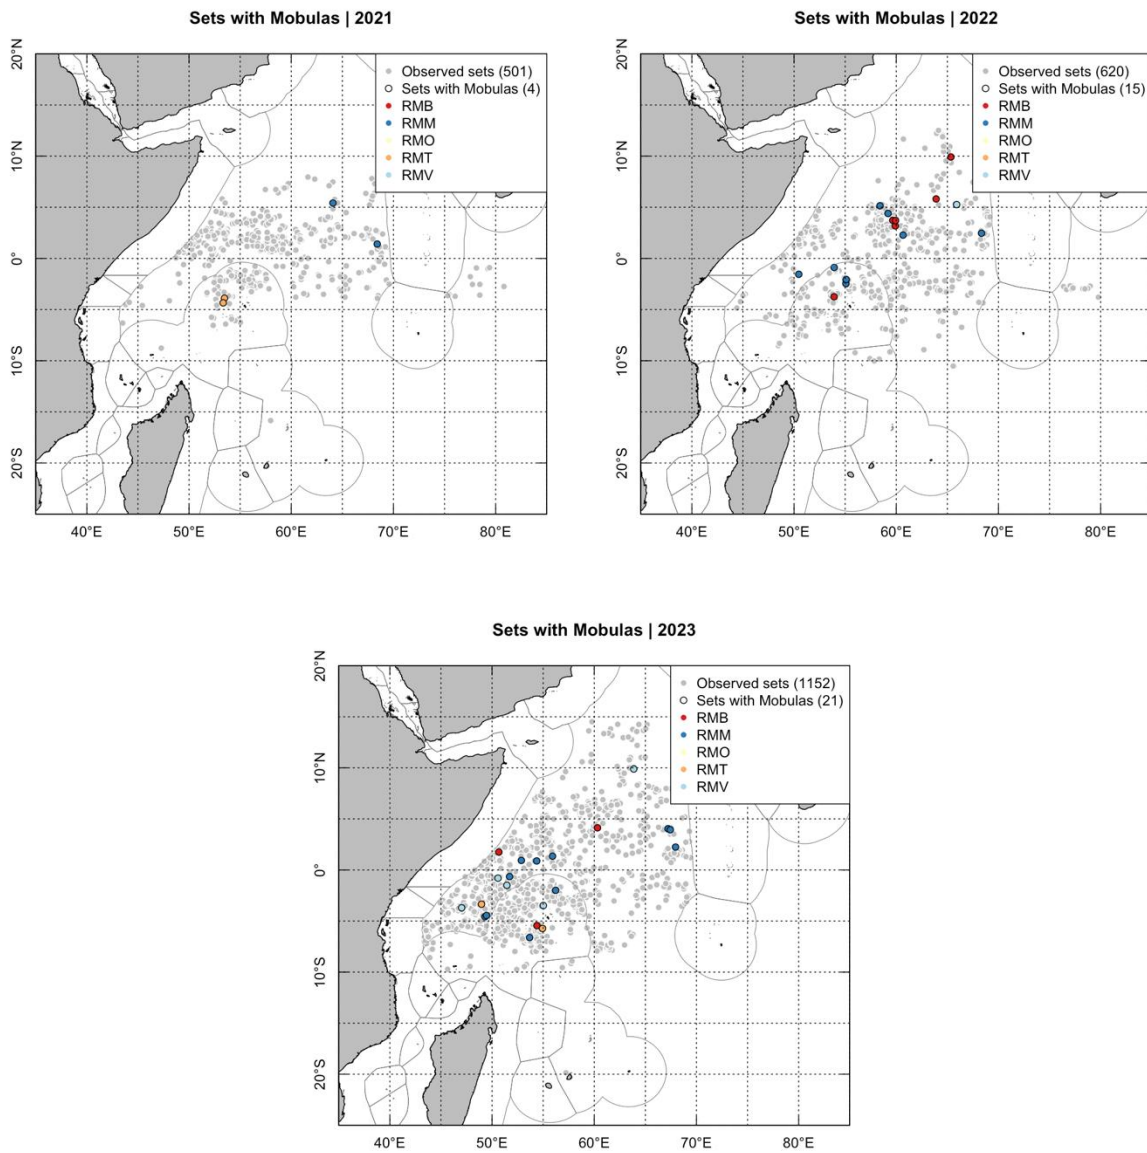 Sets with Mobulas | 2021
20°N
10°N
0°
10°S
20°S
Observed sets (501)
Sets with Mobulas (4)
RMB
RMM
RMO
RMT
RMV
40°E 50°E 60°E 70°E 80°E
Sets with Mobulas | 2022
20°N
10°N
0°
10°S
20°S
Observed sets (620)
Sets with Mobulas (15)
RMB
RMM
RMO
RMT
RMV
40°E 50°E 60°E 70°E 80°E
Sets with Mobulas | 2023
20°N
10°N
0°
10°S
20°S
Observed sets (1152)
Sets with Mobulas (21)
RMB
RMM
RMO
RMT
RMV
40°E 50°E 60°E 70°E 80°E